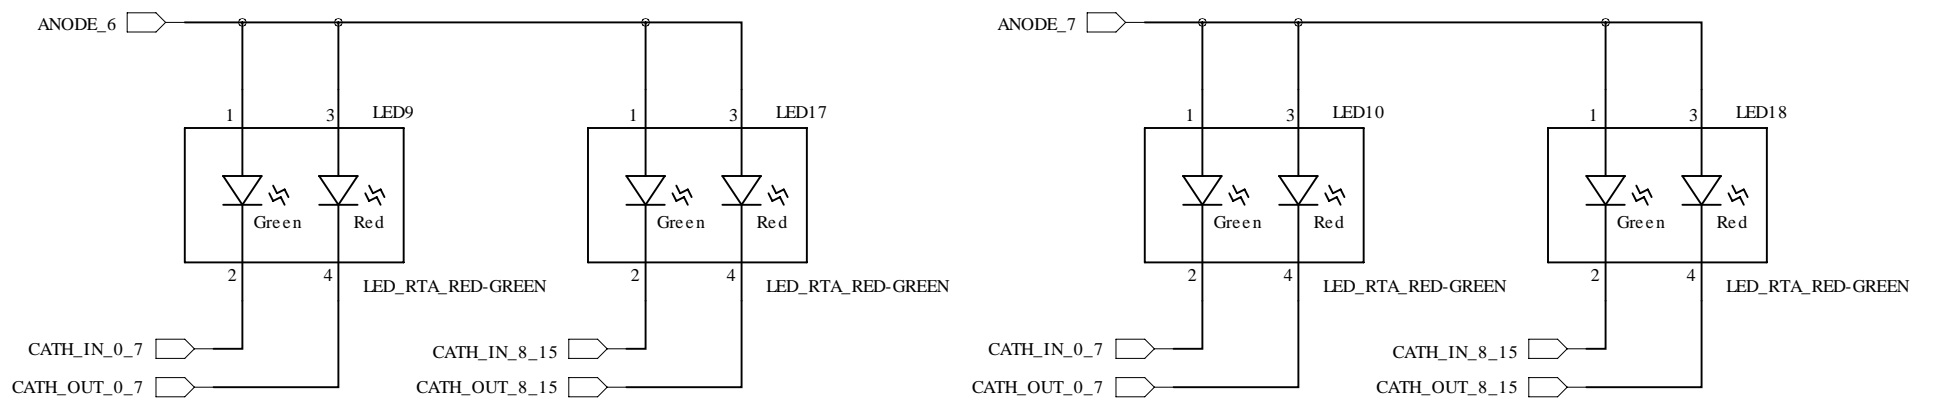 ANODE_6
ANODE_7
LED9
LED17
LED10
LED18
1 3 1 3 1 3 1 3
Green Red Green Red Green Red Green Red
2 4 2 4 2 4 2 4
LED_RTA_RED-GREEN LED_RTA_RED-GREEN LED_RTA_RED-GREEN LED_RTA_RED-GREEN
CATH_IN_0_7 CATH_IN_8_15 CATH_IN_0_7 CATH_IN_8_15
CATH_OUT_0_7 CATH_OUT_8_15 CATH_OUT_0_7 CATH_OUT_8_15